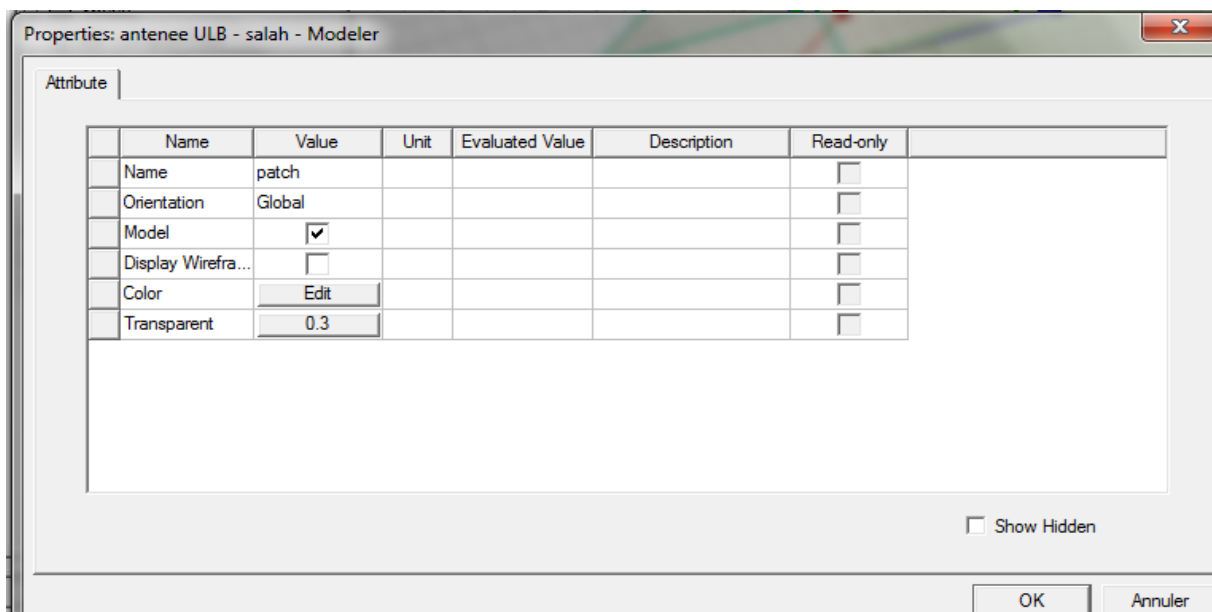 Properties: antenee ULB - salah - Modeler
Attribute
Name Value Unit Evaluated Value Description Read-only
Name patch
Orientation Global
Model
Display Wirefra...
Color Edit
Transparent 0.3
Show Hidden
OK Annuler